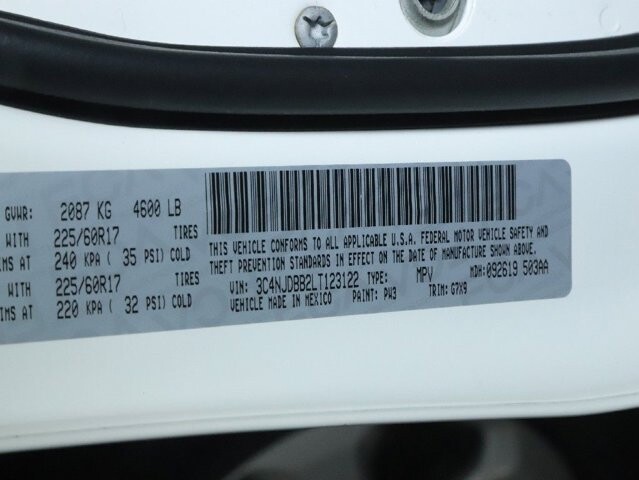 GVWR: 2087 KG 4600 LB
WITH 225/60R17 TIRES
IMS AT 240 KPA ( 35 PSI) COLD
WITH 225/60R17 TIRES
IMS AT 220 KPA ( 32 PSI) COLD
THIS VEHICLE CONFORMS TO ALL APPLICABLE U.S.A. FEDERAL MOTOR VEHICLE SAFETY AND
THEFT PREVENTION STANDARDS IN EFFECT ON THE DATE OF MANUFACTURE SHOWN ABOVE.
VIN: 3C4NJDBB2LT123122 TYPE: MPV MDH: 092619 503AA
VEHICLE MADE IN MEXICO PAINT: PW3 TRIM: G7X9